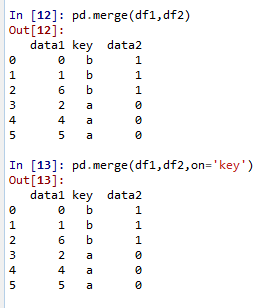 In [12]: pd.merge(df1,df2)
Out[12]:
   data1 key  data2
0      0   b      1
1      1   b      1
2      6   b      1
3      2   a      0
4      4   a      0
5      5   a      0
In [13]: pd.merge(df1,df2,on='key')
Out[13]:
   data1 key  data2
0      0   b      1
1      1   b      1
2      6   b      1
3      2   a      0
4      4   a      0
5      5   a      0